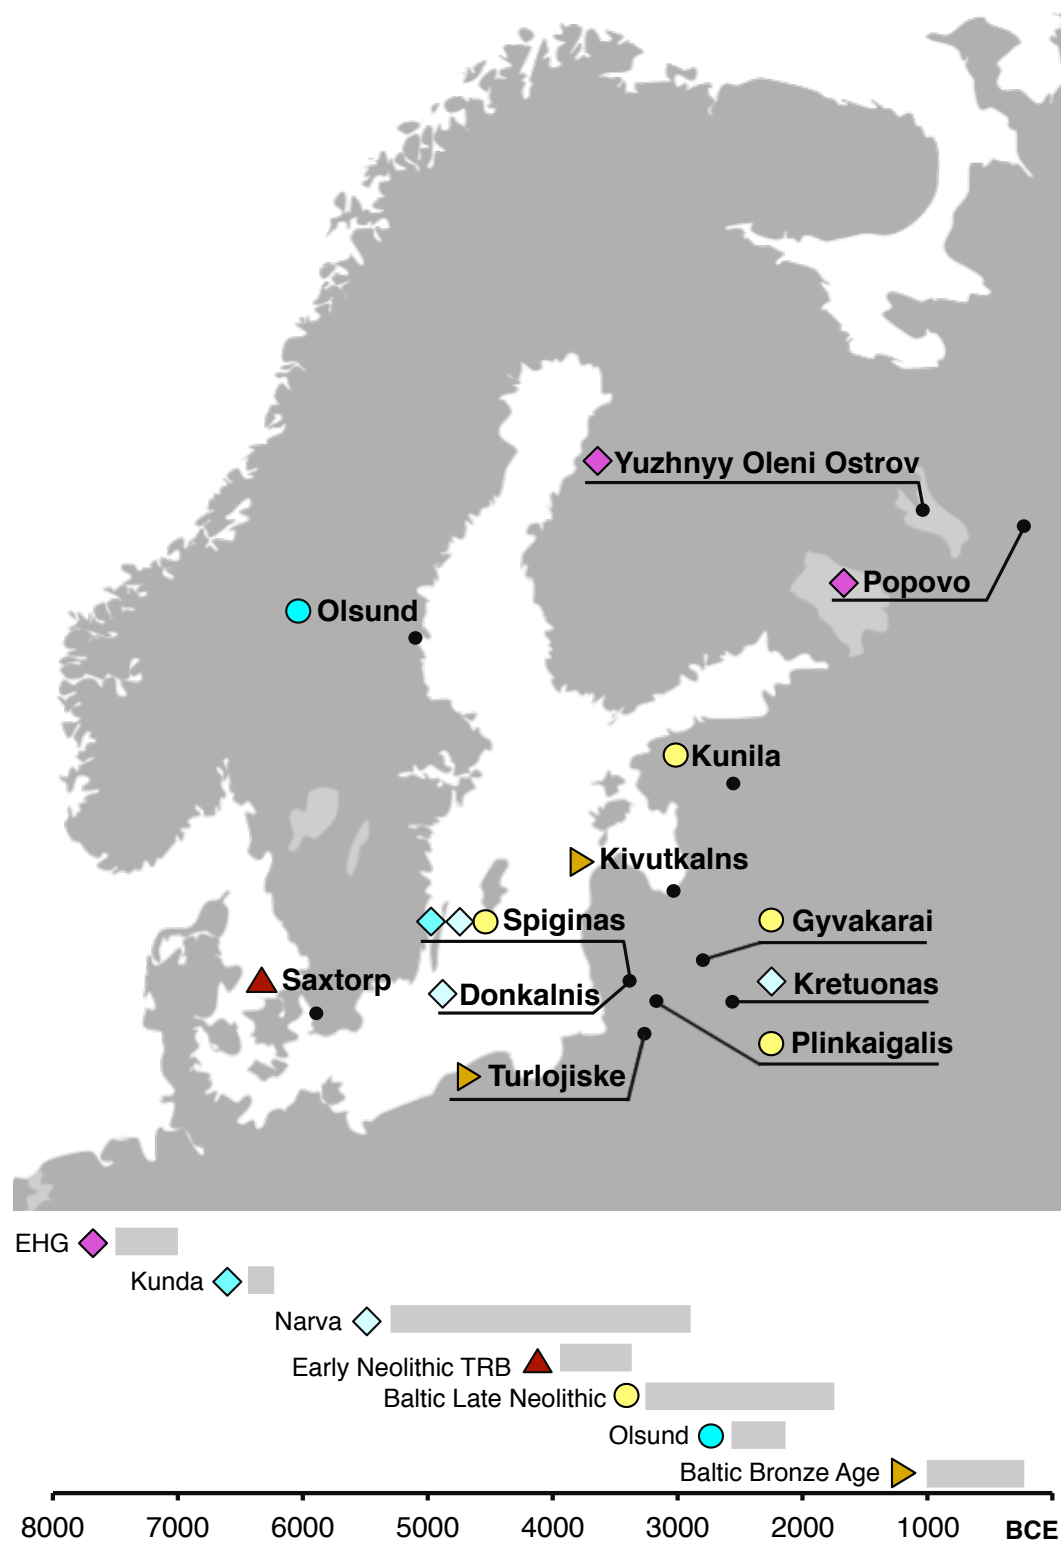 Yuzhnyy Oleni Ostrov
Popovo
Olsund
Kunila
Kivutkalns
Spiginas
Gyvakarai
Saxtorp
Donkalnis
Kretuonas
Plinkaigalis
Turlojiske
EHG
Kunda
Narva
Early Neolithic TRB
Baltic Late Neolithic
Olsund
Baltic Bronze Age
8000 7000 6000 5000 4000 3000 2000 1000 BCE